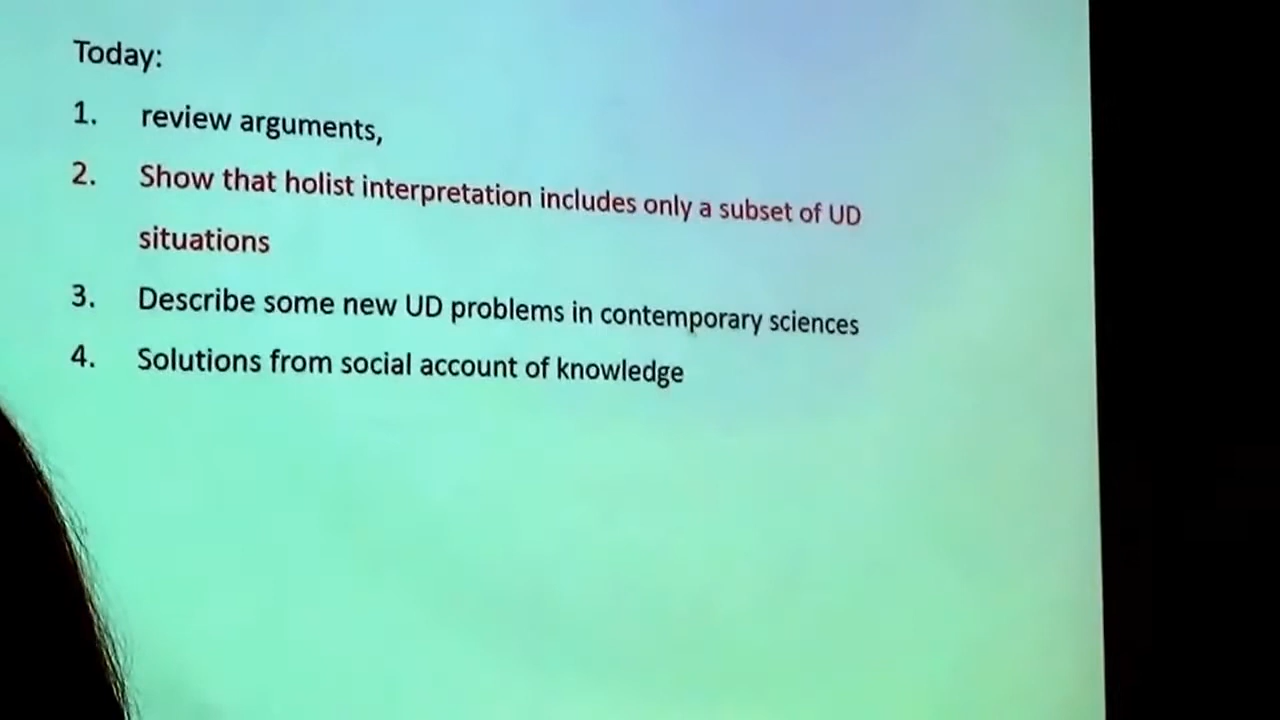 Today:
1. review arguments,
2. Show that holist interpretation includes only a subset of UD
situations
3. Describe some new UD problems in contemporary sciences
4. Solutions from social account of knowledge